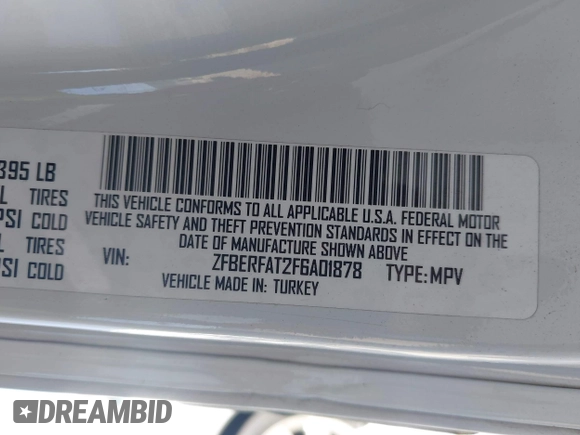 395 LB
TIRES
PSI COLD
TIRES
PSI COLD
THIS VEHICLE CONFORMS TO ALL APPLICABLE U.S.A. FEDERAL MOTOR
VEHICLE SAFETY AND THEFT PREVENTION STANDARDS IN EFFECT ON THE
DATE OF MANUFACTURE SHOWN ABOVE
VIN: ZFBERFAT2F6A01878 TYPE: MPV
VEHICLE MADE IN: TURKEY
DREAMBID